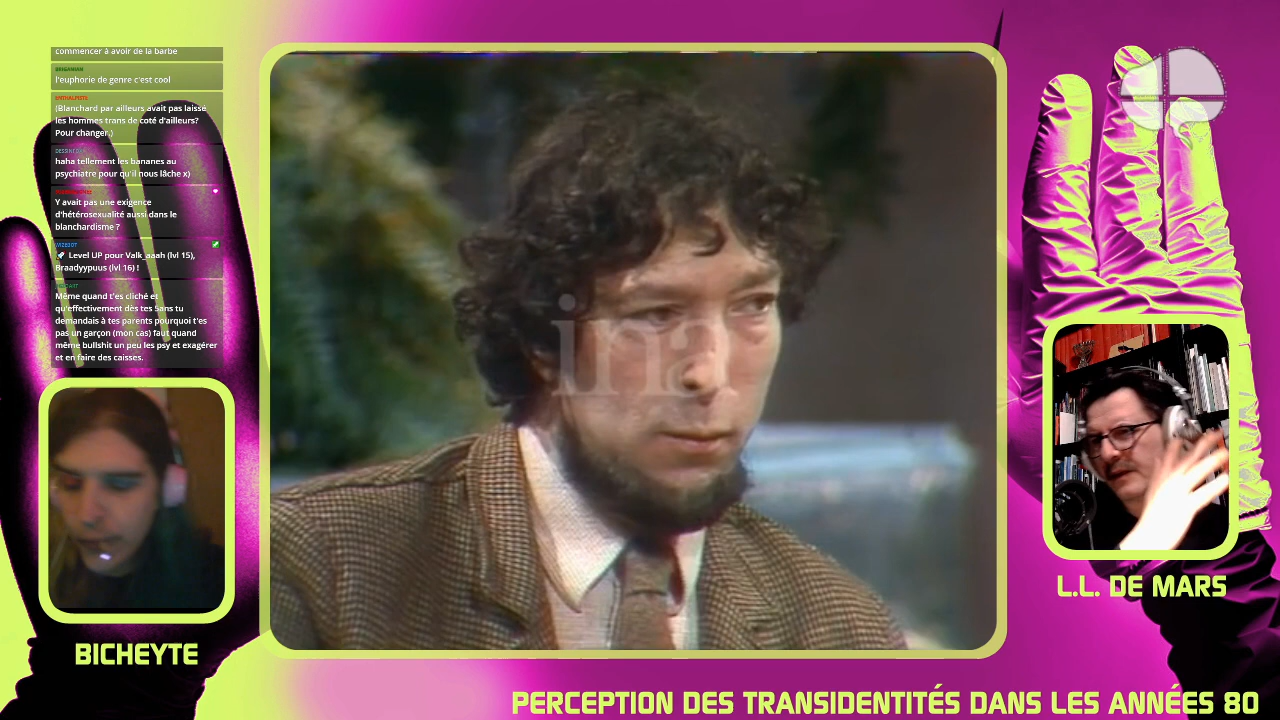 commencer à avoir de la barbe
BRIGANIAN
l'euphorie de genre c'est cool
(Blanchard par ailleurs avait pas laissé
les hommes trans de coté d'ailleurs?
Pour changer.)
haha tellement les bananes au
psychiatre pour qu'il nous lâche x)
Y avait pas une exigence
d'hétérosexualité aussi dans le
blanchardisme ?
WIZEBOT
Level UP pour Valk_aaah (lvl 15),
Braadyypuus (lvl 16) !
Même quand t'es cliché et
qu'effectivement dès tes 5ans tu
demandais à tes parents pourquoi t'es
pas un garçon (mon cas) faut quand
même bullshit un peu les psy et exagérer
et en faire des caisses.
ina
BICHEYTE
L.L. DE MARS
PERCEPTION DES TRANSIDENTITÉS DANS LES ANNÉES 80